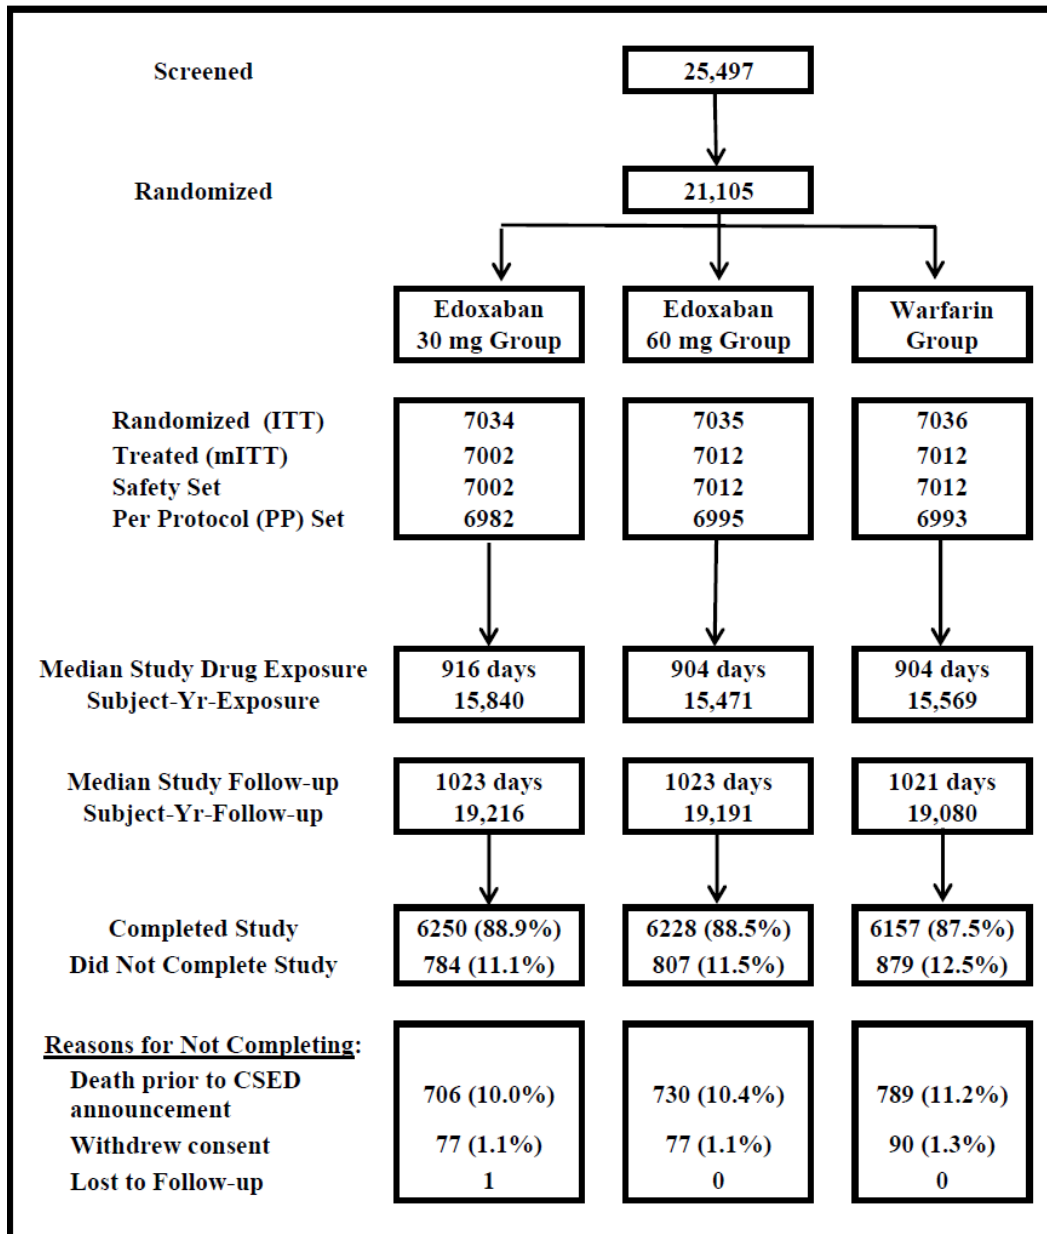 Screened 25,497
Randomized 21,105
Edoxaban Edoxaban Warfarin
30 mg Group 60 mg Group Group
Randomized (ITT) 7034 7035 7036
Treated (mITT) 7002 7012 7012
Safety Set 7002 7012 7012
Per Protocol (PP) Set 6982 6995 6993
Median Study Drug Exposure 916 days 904 days 904 days
Subject-Yr-Exposure 15,840 15,471 15,569
Median Study Follow-up 1023 days 1023 days 1021 days
Subject-Yr-Follow-up 19,216 19,191 19,080
Completed Study 6250 (88.9%) 6228 (88.5%) 6157 (87.5%)
Did Not Complete Study 784 (11.1%) 807 (11.5%) 879 (12.5%)
Reasons for Not Completing:
Death prior to CSED
announcement 706 (10.0%) 730 (10.4%) 789 (11.2%)
Withdrew consent 77 (1.1%) 77 (1.1%) 90 (1.3%)
Lost to Follow-up 1 0 0